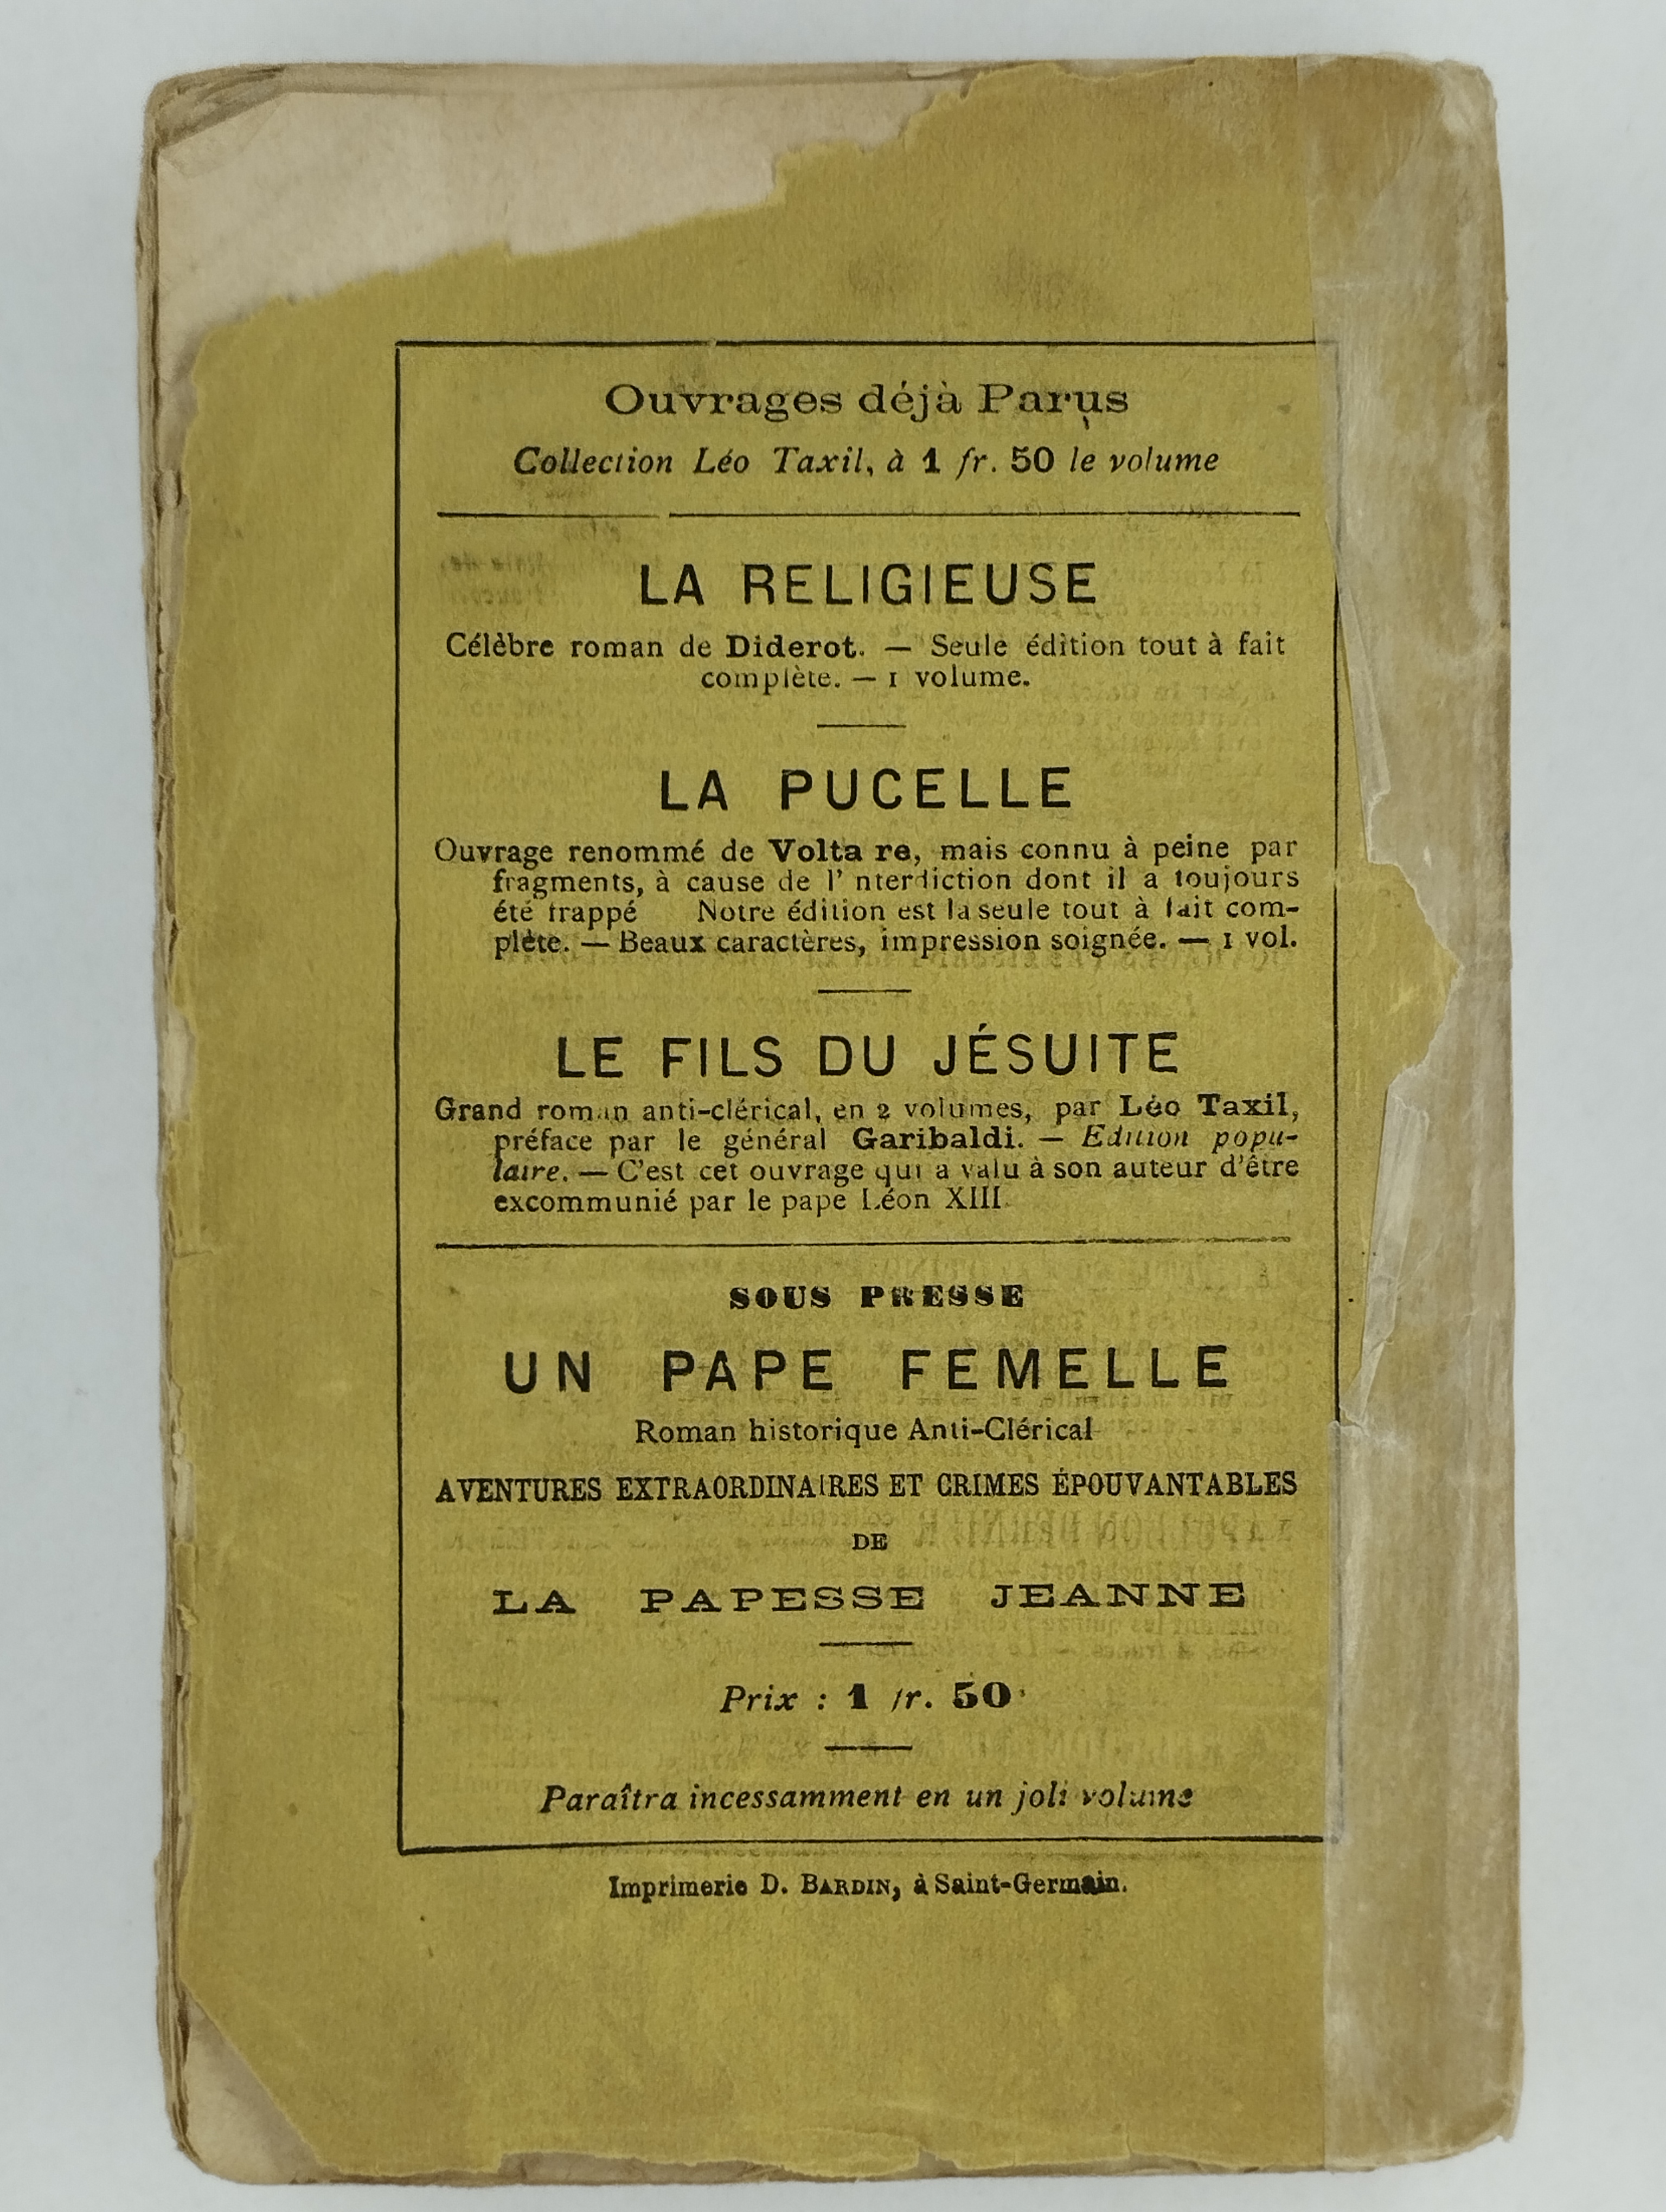 Ouvrages déjà Parus
Collection Léo Taxil, à 1 fr. 50 le volume
LA RELIGIEUSE
Célèbre roman de Diderot. — Seule édition tout à fait
complète. — 1 volume.
LA PUCELLE
Ouvrage renommé de Volta re, mais connu à peine par
fragments, à cause de l' nterdiction dont il a toujours
été frappé Notre édition est la seule tout à fait com-
plète. — Beaux caractères, impression soignée. — 1 vol.
LE FILS DU JÉSUITE
Grand roman anti-clérical, en 2 volumes, par Léo Taxil,
préface par le général Garibaldi. — Edition popu-
laire. — C'est cet ouvrage qui a valu à son auteur d'être
excommunié par le pape Léon XIII.
SOUS PRESSE
UN PAPE FEMELLE
Roman historique Anti-Clérical
AVENTURES EXTRAORDINAIRES ET CRIMES ÉPOUVANTABLES
DE
LA PAPESSE JEANNE
Prix : 1 fr. 50
Paraîtra incessamment en un joli volume
Imprimerie D. BARDIN, à Saint-Germain.